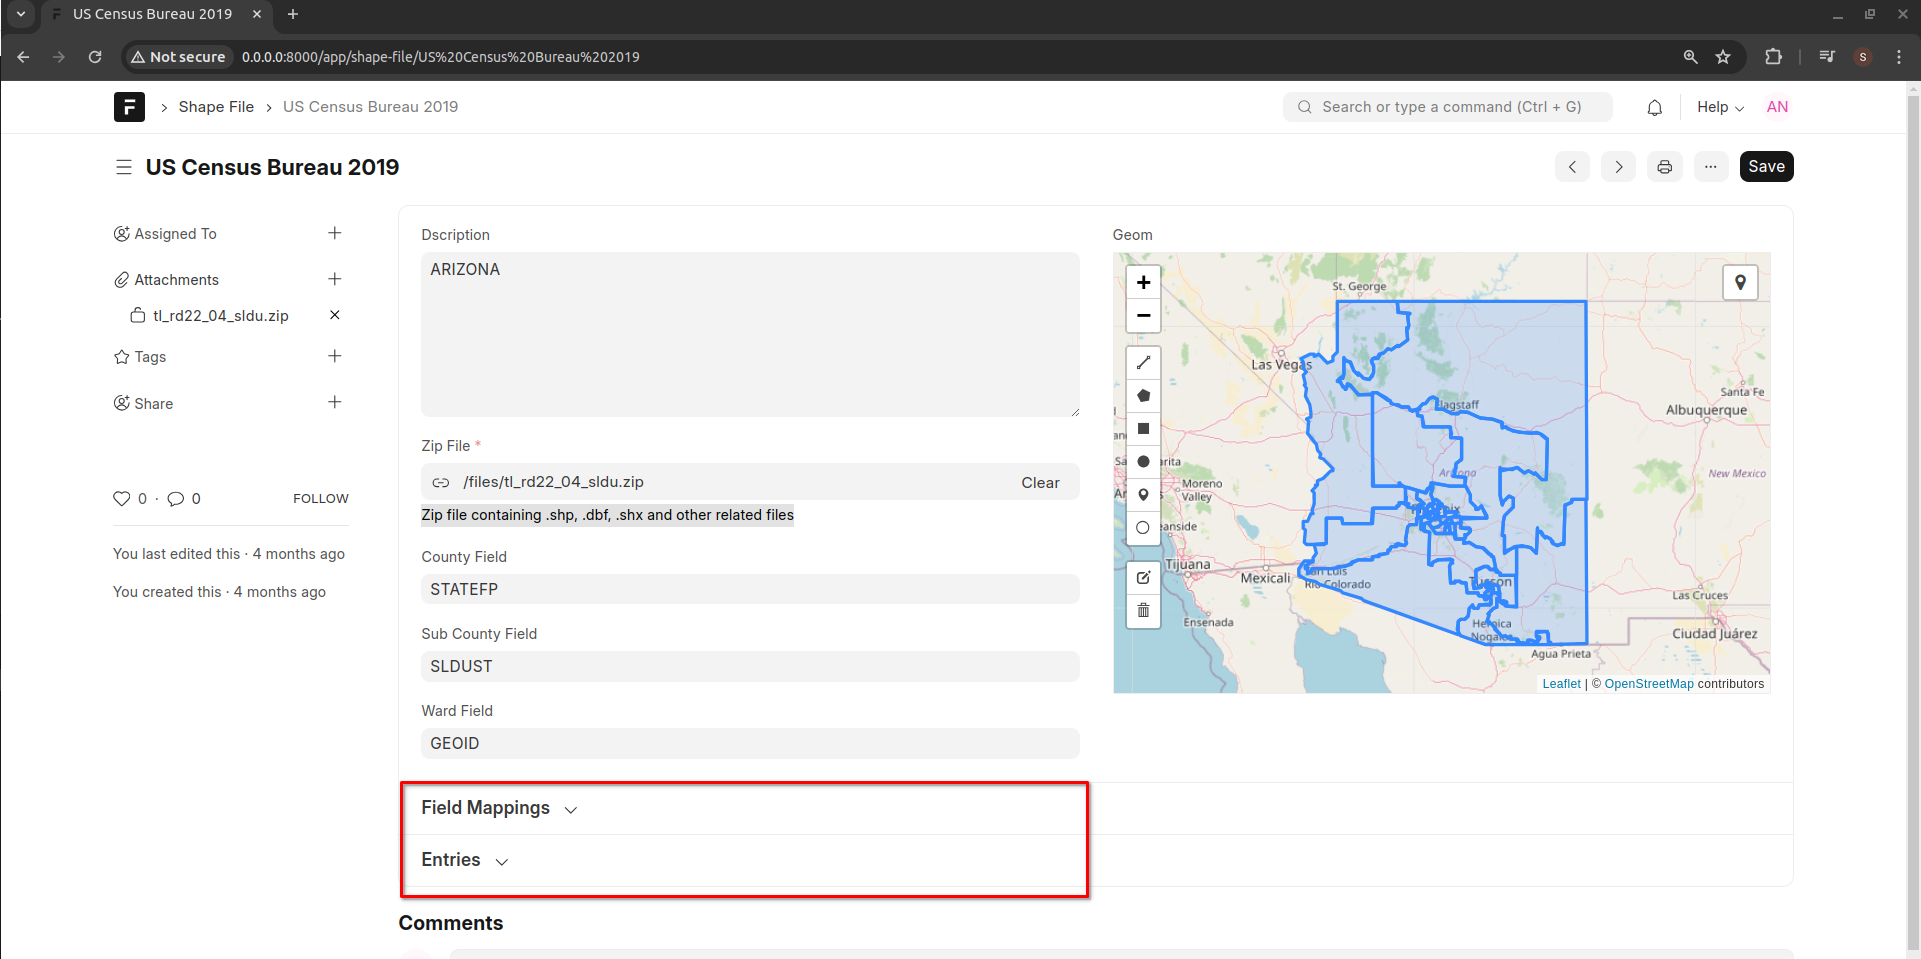 US Census Bureau 2019
Not secure
0.0.0.0:8000/app/shape-file/US%20Census%20Bureau%202019
S
F
Shape File
US Census Bureau 2019
Search or type a command (Ctrl + G)
Help
AN
US Census Bureau 2019
Save
Assigned To
Attachments
tl_rd22_04_sldu.zip
Tags
Share
0 · 0
FOLLOW
You last edited this · 4 months ago
You created this · 4 months ago
Dscription
ARIZONA
Zip File *
/files/tl_rd22_04_sldu.zip
Clear
Zip file containing .shp, .dbf, .shx and other related files
County Field
STATEFP
Sub County Field
SLDUST
Ward Field
GEOID
Geom
+
−
St. George
Las Vegas
Flagstaff
Santa Fe
Albuquerque
Arizona
New Mexico
Moreno
Valley
Tijuana
Mexicali
San Luis
Río Colorado
Tucson
Las Cruces
Ensenada
Heroica
Nogales
Ciudad Juárez
Agua Prieta
Leaflet | © OpenStreetMap contributors
Field Mappings
Entries
Comments